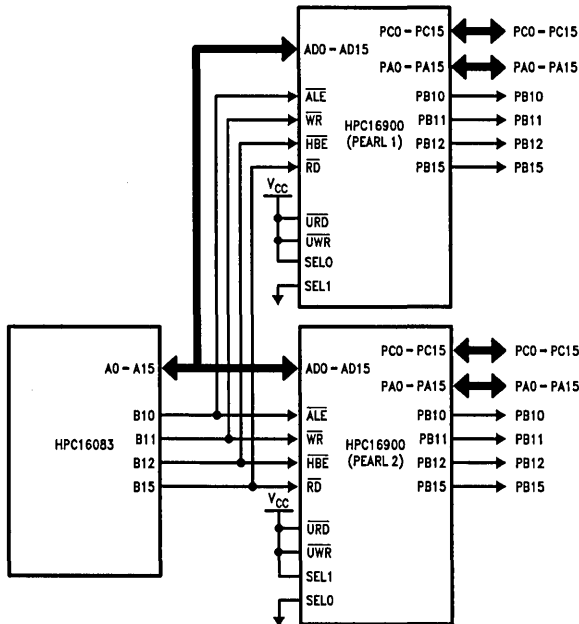 PC0-PC15
PC0-PC15
AD0-AD15
PA0-PA15
PA0-PA15
ALE
PB10
PB10
WR
PB11
PB11
HPC16900
(PEARL 1)
HBE
PB12
PB12
RD
PB15
PB15
VCC
URD
UWR
SEL0
SEL1
PC0-PC15
PC0-PC15
A0-A15
AD0-AD15
PA0-PA15
PA0-PA15
B10
ALE
PB10
PB10
HPC16083
B11
WR
PB11
PB11
HPC16900
(PEARL 2)
B12
HBE
PB12
PB12
B15
RD
PB15
PB15
VCC
URD
UWR
SEL1
SEL0